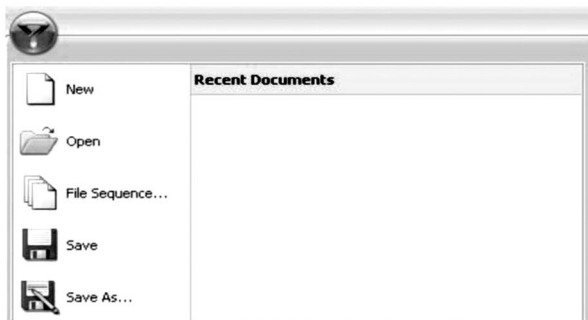 New
Open
File Sequence...
Save
Save As...
Recent Documents